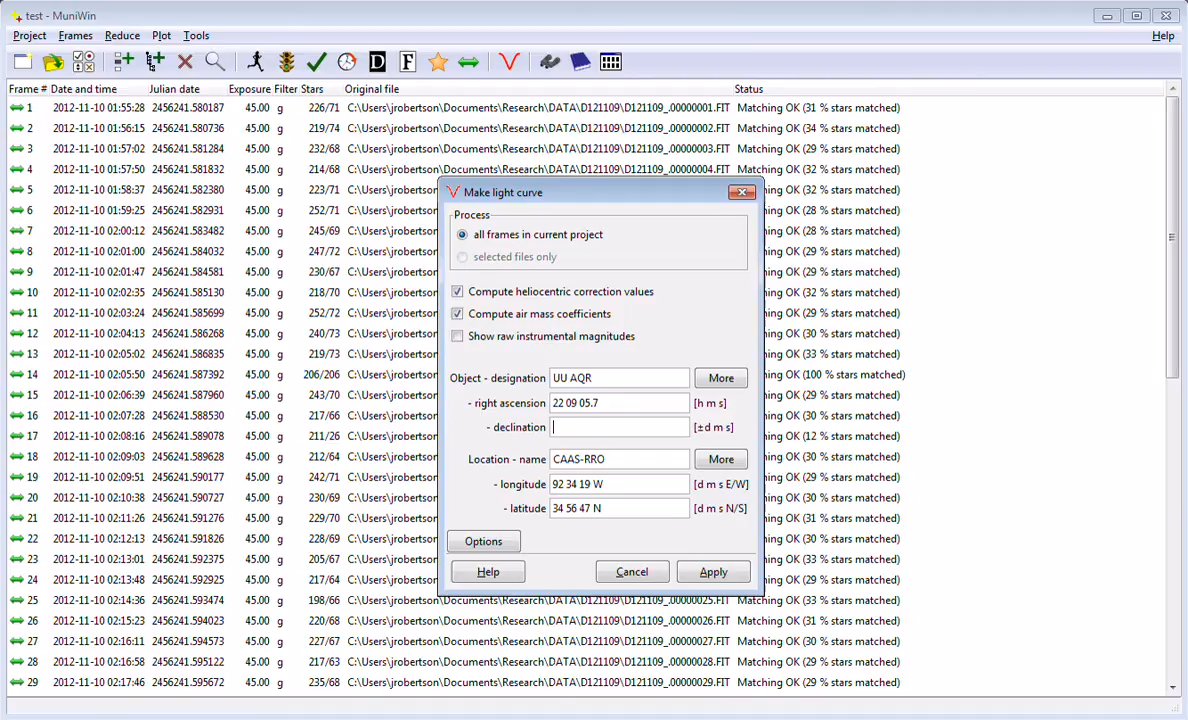 test - MuniWin
Project Frames Reduce Plot Tools Help
D F
Frame # Date and time Julian date Exposure Filter Stars Original file Status
1 2012-11-10 01:55:28 2456241.580187 45.00 g 226/71 C:\Users\jrobertson\Documents\Research\DATA\D121109\D121109_.00000001.FIT Matching OK (31 % stars matched)
2 2012-11-10 01:56:15 2456241.580736 45.00 g 219/74 C:\Users\jrobertson\Documents\Research\DATA\D121109\D121109_.00000002.FIT Matching OK (34 % stars matched)
3 2012-11-10 01:57:02 2456241.581284 45.00 g 232/68 C:\Users\jrobertson\Documents\Research\DATA\D121109\D121109_.00000003.FIT Matching OK (29 % stars matched)
4 2012-11-10 01:57:50 2456241.581832 45.00 g 214/68 C:\Users\jrobertson\Documents\Research\DATA\D121109\D121109_.00000004.FIT Matching OK (32 % stars matched)
5 2012-11-10 01:58:37 2456241.582380 45.00 g 223/71 C:\Users\jrobertson Matching OK (32 % stars matched)
6 2012-11-10 01:59:25 2456241.582931 45.00 g 252/71 C:\Users\jrobertson Matching OK (28 % stars matched)
7 2012-11-10 02:00:12 2456241.583482 45.00 g 245/69 C:\Users\jrobertson Matching OK (28 % stars matched)
8 2012-11-10 02:01:00 2456241.584032 45.00 g 247/72 C:\Users\jrobertson Matching OK (29 % stars matched)
9 2012-11-10 02:01:47 2456241.584581 45.00 g 230/67 C:\Users\jrobertson Matching OK (29 % stars matched)
10 2012-11-10 02:02:35 2456241.585130 45.00 g 218/70 C:\Users\jrobertson Matching OK (32 % stars matched)
11 2012-11-10 02:03:24 2456241.585699 45.00 g 252/72 C:\Users\jrobertson Matching OK (29 % stars matched)
12 2012-11-10 02:04:13 2456241.586268 45.00 g 240/73 C:\Users\jrobertson Matching OK (30 % stars matched)
13 2012-11-10 02:05:02 2456241.586835 45.00 g 219/73 C:\Users\jrobertson Matching OK (33 % stars matched)
14 2012-11-10 02:05:50 2456241.587392 45.00 g 206/206 C:\Users\jrobertson Matching OK (100 % stars matched)
15 2012-11-10 02:06:39 2456241.587960 45.00 g 243/70 C:\Users\jrobertson Matching OK (29 % stars matched)
16 2012-11-10 02:07:28 2456241.588530 45.00 g 217/66 C:\Users\jrobertson Matching OK (30 % stars matched)
17 2012-11-10 02:08:16 2456241.589078 45.00 g 211/26 C:\Users\jrobertson Matching OK (12 % stars matched)
18 2012-11-10 02:09:03 2456241.589628 45.00 g 212/64 C:\Users\jrobertson Matching OK (30 % stars matched)
19 2012-11-10 02:09:51 2456241.590177 45.00 g 242/71 C:\Users\jrobertson Matching OK (29 % stars matched)
20 2012-11-10 02:10:38 2456241.590727 45.00 g 230/69 C:\Users\jrobertson Matching OK (30 % stars matched)
21 2012-11-10 02:11:26 2456241.591276 45.00 g 229/70 C:\Users\jrobertson Matching OK (31 % stars matched)
22 2012-11-10 02:12:13 2456241.591826 45.00 g 228/69 C:\Users\jrobertson Matching OK (30 % stars matched)
23 2012-11-10 02:13:01 2456241.592375 45.00 g 205/67 C:\Users\jrobertson Matching OK (33 % stars matched)
24 2012-11-10 02:13:48 2456241.592925 45.00 g 217/64 C:\Users\jrobertson Matching OK (29 % stars matched)
25 2012-11-10 02:14:36 2456241.593474 45.00 g 198/66 C:\Users\jrobertson\Documents\Research\DATA\D121109\D121109_.00000025.FIT Matching OK (33 % stars matched)
26 2012-11-10 02:15:23 2456241.594023 45.00 g 220/68 C:\Users\jrobertson\Documents\Research\DATA\D121109\D121109_.00000026.FIT Matching OK (31 % stars matched)
27 2012-11-10 02:16:11 2456241.594573 45.00 g 227/67 C:\Users\jrobertson\Documents\Research\DATA\D121109\D121109_.00000027.FIT Matching OK (30 % stars matched)
28 2012-11-10 02:16:58 2456241.595122 45.00 g 217/63 C:\Users\jrobertson\Documents\Research\DATA\D121109\D121109_.00000028.FIT Matching OK (29 % stars matched)
29 2012-11-10 02:17:46 2456241.595672 45.00 g 235/68 C:\Users\jrobertson\Documents\Research\DATA\D121109\D121109_.00000029.FIT Matching OK (29 % stars matched)
Make light curve
Process
all frames in current project
selected files only
Compute heliocentric correction values
Compute air mass coefficients
Show raw instrumental magnitudes
Object - designation UU AQR More
- right ascension 22 09 05.7 [h m s]
- declination [±d m s]
Location - name CAAS-RRO More
- longitude 92 34 19 W [d m s E/W]
- latitude 34 56 47 N [d m s N/S]
Options
Help Cancel Apply